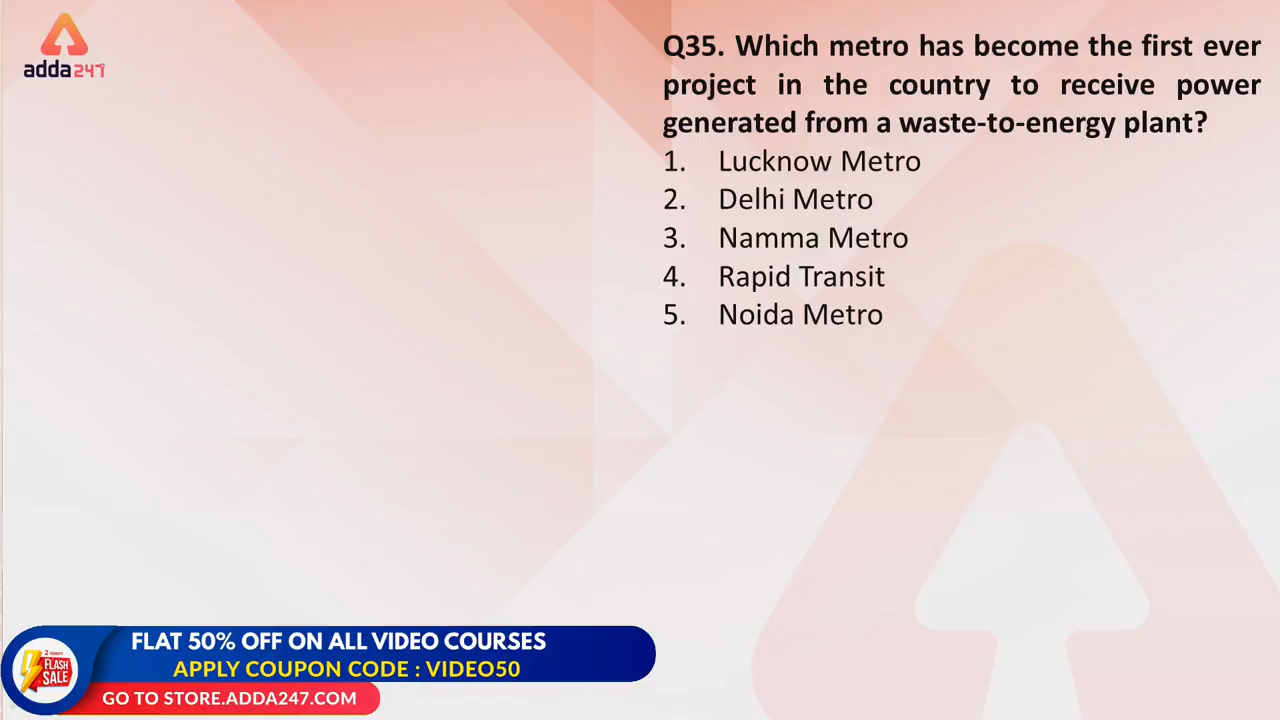 adda247
Q35. Which metro has become the first ever
project in the country to receive power
generated from a waste-to-energy plant?
1. Lucknow Metro
2. Delhi Metro
3. Namma Metro
4. Rapid Transit
5. Noida Metro
FLAT 50% OFF ON ALL VIDEO COURSES
APPLY COUPON CODE : VIDEO50
2 Hours
FLASH
SALE
GO TO STORE.ADDA247.COM